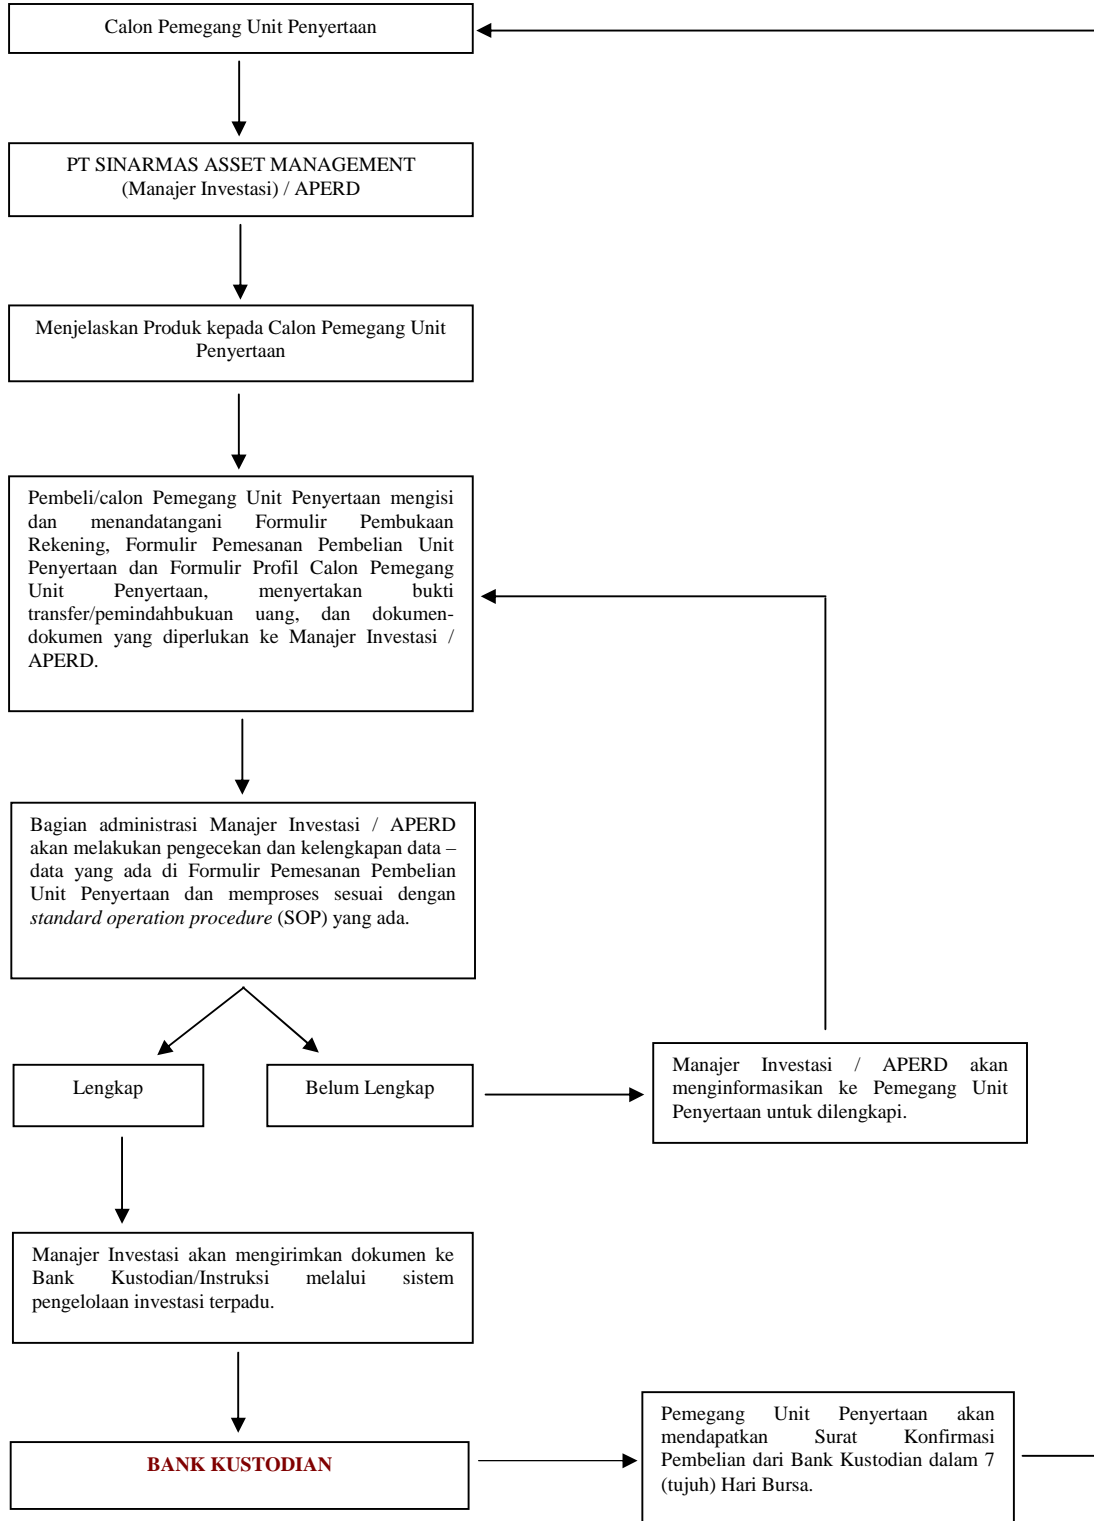 Calon Pemegang Unit Penyertaan
PT SINARMAS ASSET MANAGEMENT
(Manajer Investasi) / APERD
Menjelaskan Produk kepada Calon Pemegang Unit
Penyertaan
Pembeli/calon Pemegang Unit Penyertaan mengisi
dan menandatangani Formulir Pembukaan
Rekening, Formulir Pemesanan Pembelian Unit
Penyertaan dan Formulir Profil Calon Pemegang
Unit Penyertaan, menyertakan bukti
transfer/pemindahbukuan uang, dan dokumen-
dokumen yang diperlukan ke Manajer Investasi /
APERD.
Bagian administrasi Manajer Investasi / APERD
akan melakukan pengecekan dan kelengkapan data –
data yang ada di Formulir Pemesanan Pembelian
Unit Penyertaan dan memproses sesuai dengan
standard operation procedure (SOP) yang ada.
Lengkap
Belum Lengkap
Manajer Investasi / APERD akan
menginformasikan ke Pemegang Unit
Penyertaan untuk dilengkapi.
Manajer Investasi akan mengirimkan dokumen ke
Bank Kustodian/Instruksi melalui sistem
pengelolaan investasi terpadu.
BANK KUSTODIAN
Pemegang Unit Penyertaan akan
mendapatkan Surat Konfirmasi
Pembelian dari Bank Kustodian dalam 7
(tujuh) Hari Bursa.